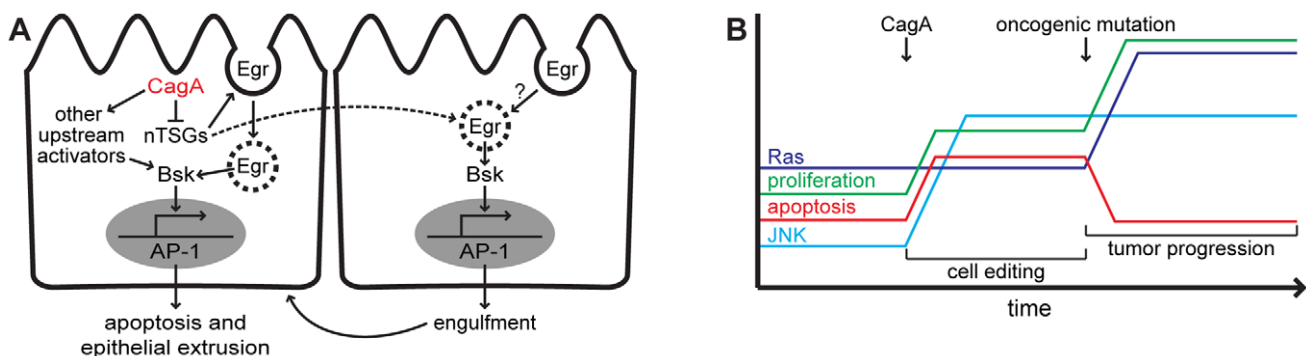 A
Egr
Egr
CagA
?
other
upstream
activators
nTSGs
Egr
Egr
Bsk
Bsk
AP-1
AP-1
apoptosis and
epithelial extrusion
engulfment
B
CagA
oncogenic mutation
Ras
proliferation
apoptosis
JNK
cell editing
tumor progression
time